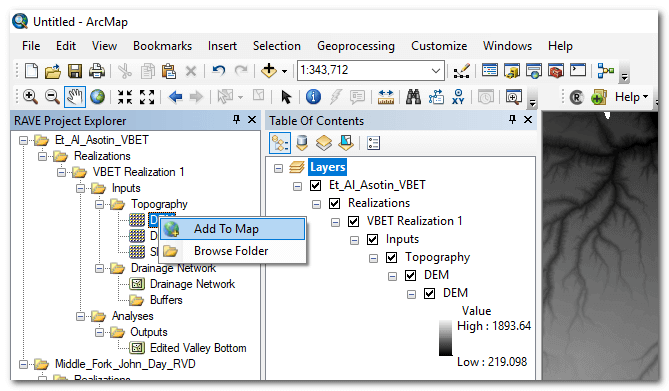 Untitled - ArcMap
File Edit View Bookmarks Insert Selection Geoprocessing Customize Windows Help
1:343,712
XY
R Help
RAVE Project Explorer
Et_Al_Asotin_VBET
Realizations
VBET Realization 1
Inputs
Topography
D
D
Sl
Add To Map
Browse Folder
Drainage Network
Drainage Network
Buffers
Analyses
Outputs
Edited Valley Bottom
Middle_Fork_John_Day_RVD
Realizations
Table Of Contents
Layers
Et_Al_Asotin_VBET
Realizations
VBET Realization 1
Inputs
Topography
DEM
DEM
Value
High : 1893.64
Low : 219.098